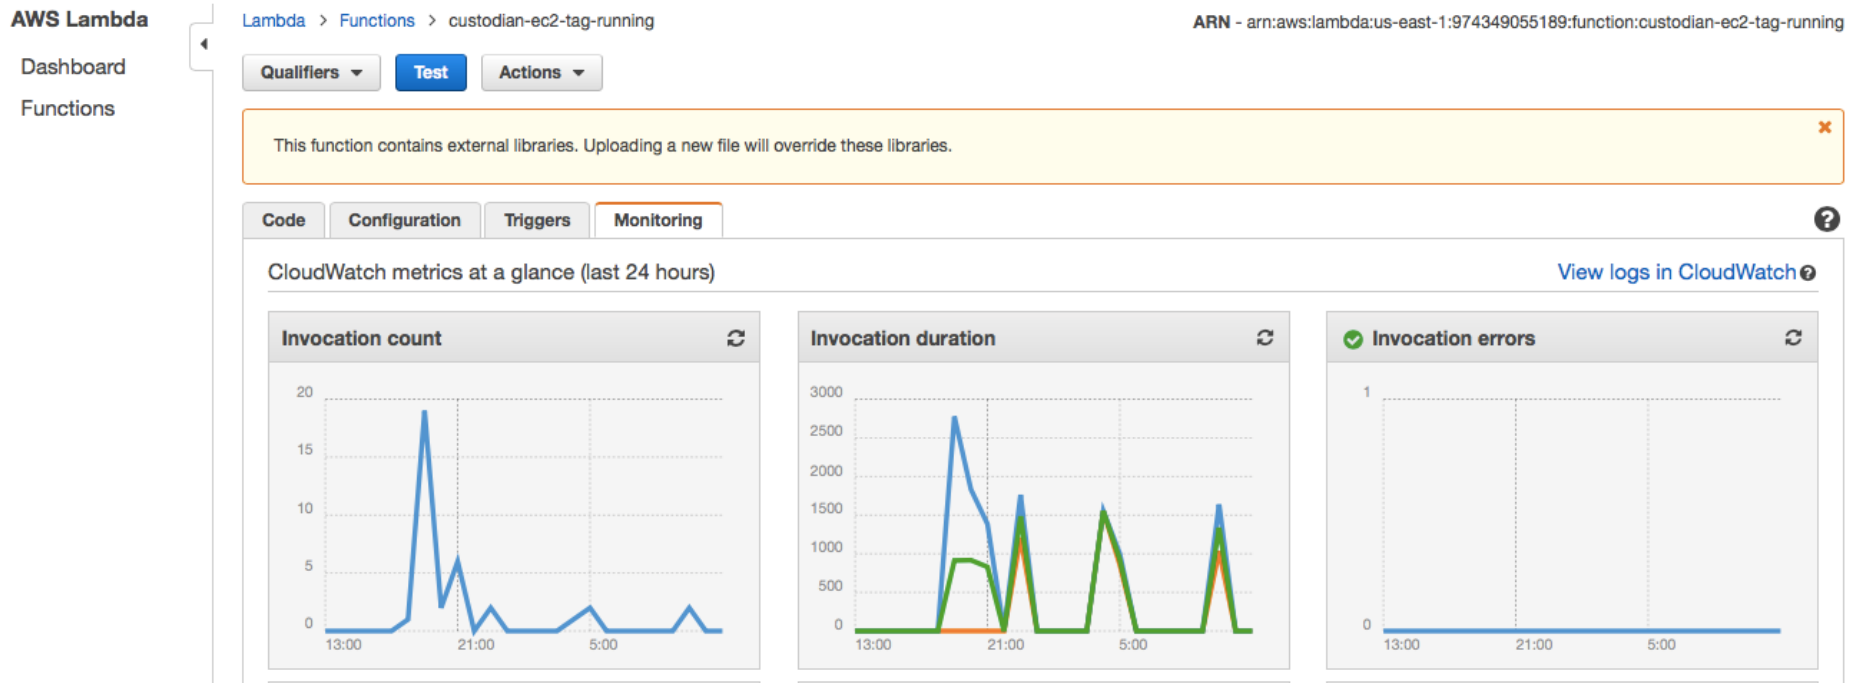 AWS Lambda
Dashboard
Functions
Lambda > Functions > custodian-ec2-tag-running
ARN - arn:aws:lambda:us-east-1:974349055189:function:custodian-ec2-tag-running
Qualifiers
Test
Actions
This function contains external libraries. Uploading a new file will override these libraries.
Code
Configuration
Triggers
Monitoring
CloudWatch metrics at a glance (last 24 hours)
View logs in CloudWatch
Invocation count
20
15
10
5
0
13:00
21:00
5:00
Invocation duration
3000
2500
2000
1500
1000
500
0
13:00
21:00
5:00
Invocation errors
1
0
13:00
21:00
5:00